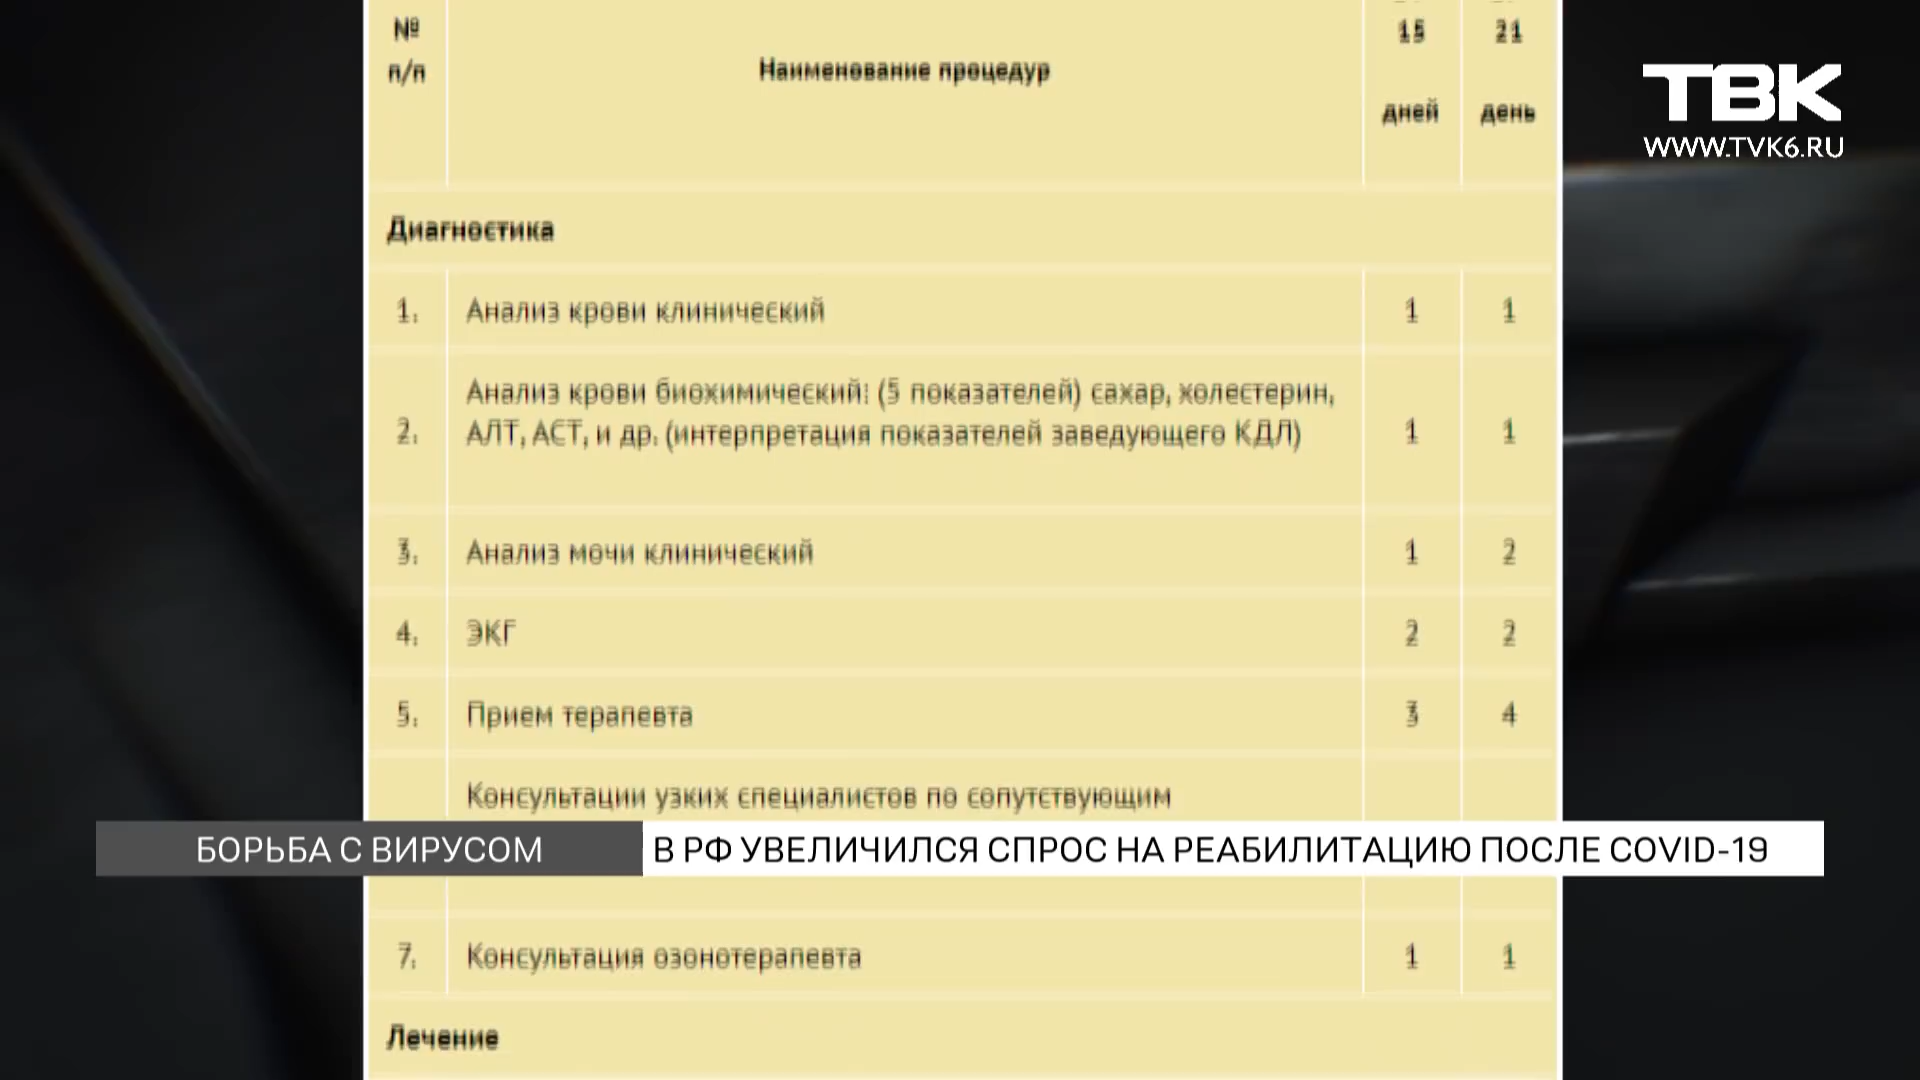 №
п/п
Наименование процедур
15
дней
21
день
ТВК
WWW.TVK6.RU
Диагностика
1. Анализ крови клинический 1 1
2. Анализ крови биохимический: (5 показателей) сахар, холестерин,
АЛТ, АСТ, и др. (интерпретация показателей заведующего КДЛ) 1 1
3. Анализ мочи клинический 1 2
4. ЭКГ 2 2
5. Прием терапевта 3 4
Консультации узких специалистов по сопутствующим
БОРЬБА С ВИРУСОМ
В РФ УВЕЛИЧИЛСЯ СПРОС НА РЕАБИЛИТАЦИЮ ПОСЛЕ COVID-19
7. Консультация озонотерапевта 1 1
Лечение